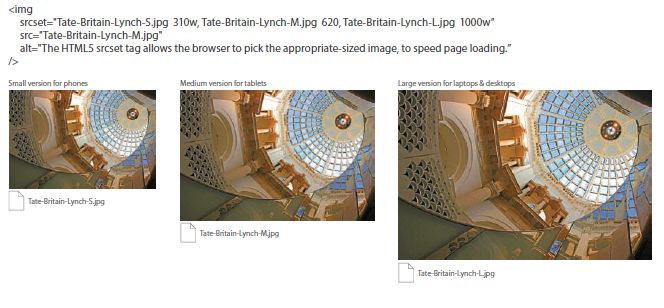 <img
srcset="Tate-Britain-Lynch-S.jpg 310w, Tate-Britain-Lynch-M.jpg 620, Tate-Britain-Lynch-L.jpg 1000w"
src="Tate-Britain-Lynch-M.jpg"
alt="The HTML5 srcset tag allows the browser to pick the appropriate-sized image, to speed page loading."
/>
Small version for phones
Medium version for tablets
Large version for laptops & desktops
Tate-Britain-Lynch-S.jpg
Tate-Britain-Lynch-M.jpg
Tate-Britain-Lynch-L.jpg